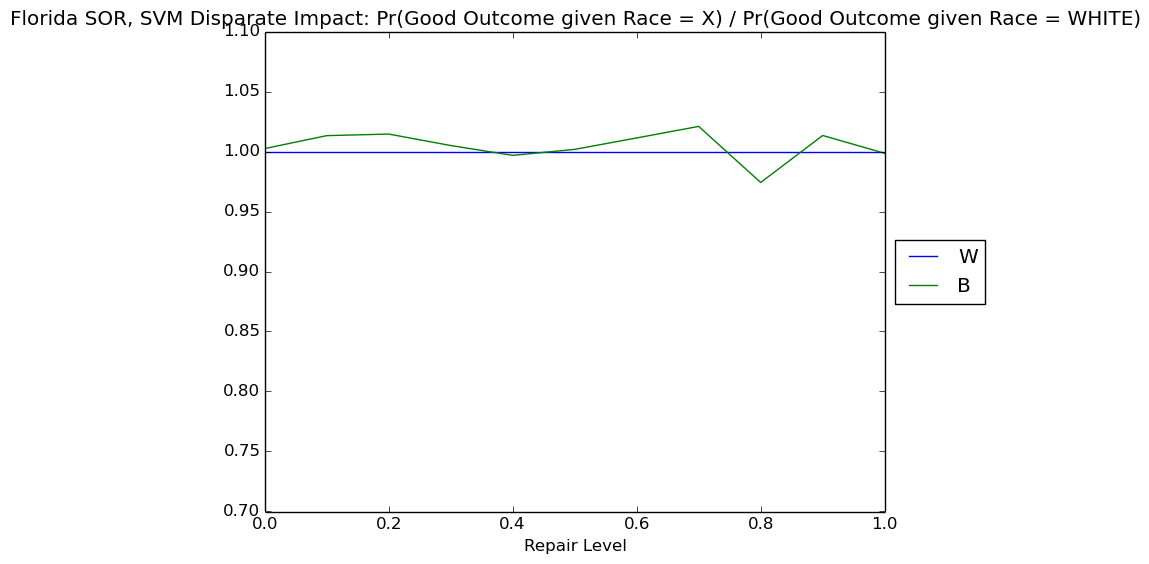 Florida SOR, SVM Disparate Impact: Pr(Good Outcome given Race = X) / Pr(Good Outcome given Race = WHITE)
1.10
1.05
1.00
0.95
0.90
0.85
0.80
0.75
0.70
0.0 0.2 0.4 0.6 0.8 1.0
Repair Level
W
B